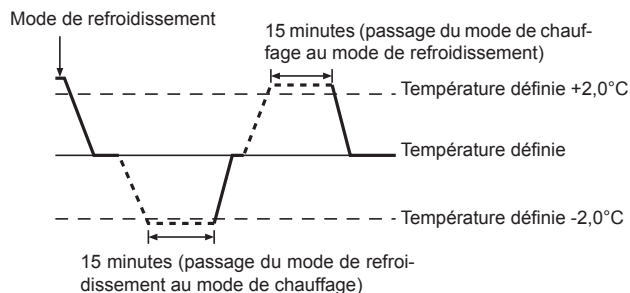 Mode de refroidissement
15 minutes (passage du mode de chauf-
fage au mode de refroidissement)
Température définie +2,0°C
Température définie
Température définie -2,0°C
15 minutes (passage du mode de refroi-
dissement au mode de chauffage)